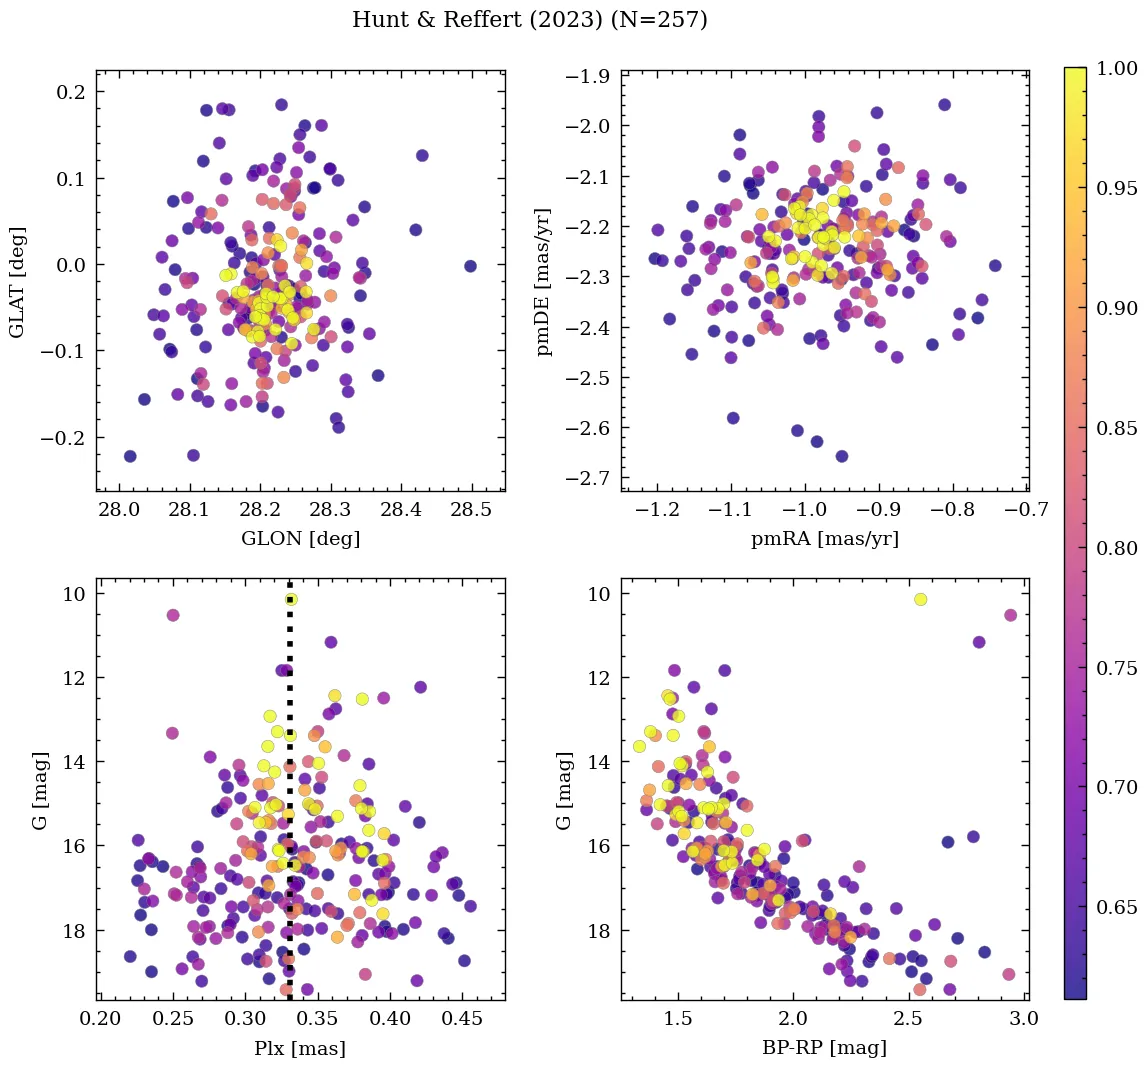 Hunt & Reffert (2023) (N=257)
0.2
0.1
0.0
−0.1
−0.2
GLAT [deg]
28.0 28.1 28.2 28.3 28.4 28.5
GLON [deg]
−1.9
−2.0
−2.1
−2.2
−2.3
−2.4
−2.5
−2.6
−2.7
pmDE [mas/yr]
−1.2 −1.1 −1.0 −0.9 −0.8 −0.7
pmRA [mas/yr]
10
12
14
16
18
G [mag]
0.20 0.25 0.30 0.35 0.40 0.45
Plx [mas]
10
12
14
16
18
G [mag]
1.5 2.0 2.5 3.0
BP-RP [mag]
1.00
0.95
0.90
0.85
0.80
0.75
0.70
0.65